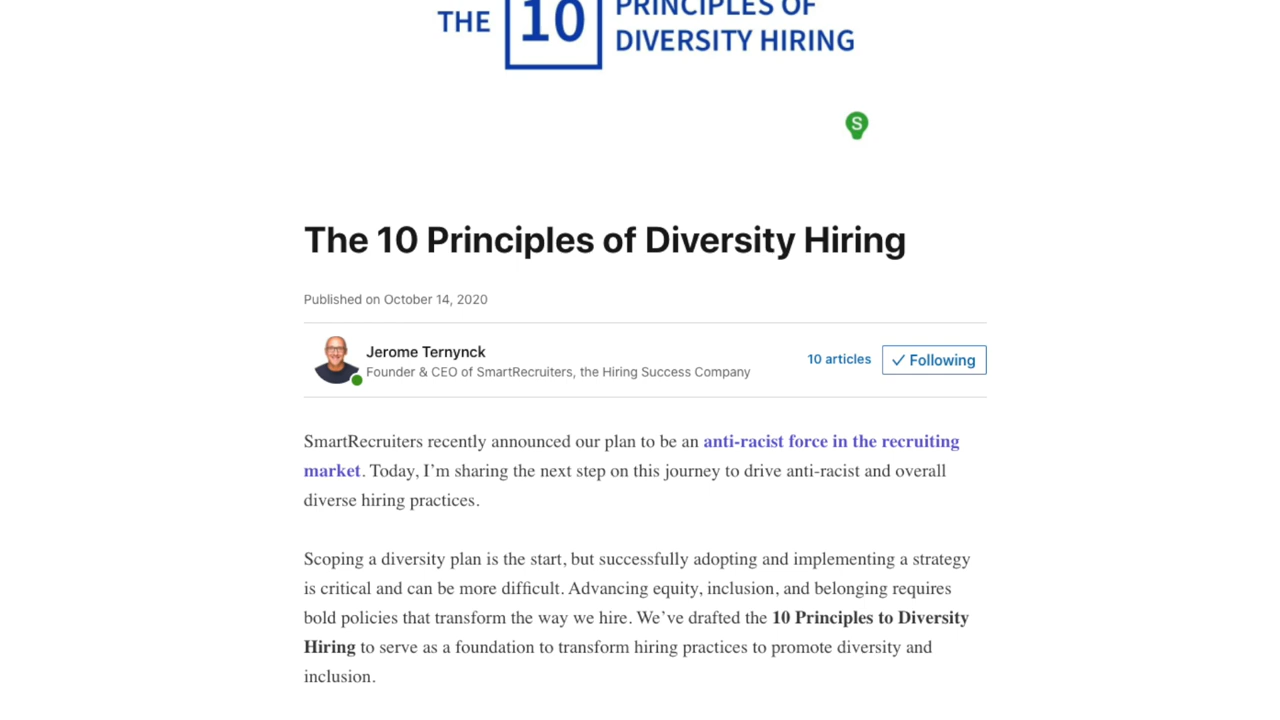 THE 10 PRINCIPLES OF
DIVERSITY HIRING
S
The 10 Principles of Diversity Hiring
Published on October 14, 2020
Jerome Ternynck
Founder & CEO of SmartRecruiters, the Hiring Success Company
10 articles
Following
SmartRecruiters recently announced our plan to be an anti-racist force in the recruiting
market. Today, I’m sharing the next step on this journey to drive anti-racist and overall
diverse hiring practices.
Scoping a diversity plan is the start, but successfully adopting and implementing a strategy
is critical and can be more difficult. Advancing equity, inclusion, and belonging requires
bold policies that transform the way we hire. We’ve drafted the 10 Principles to Diversity
Hiring to serve as a foundation to transform hiring practices to promote diversity and
inclusion.